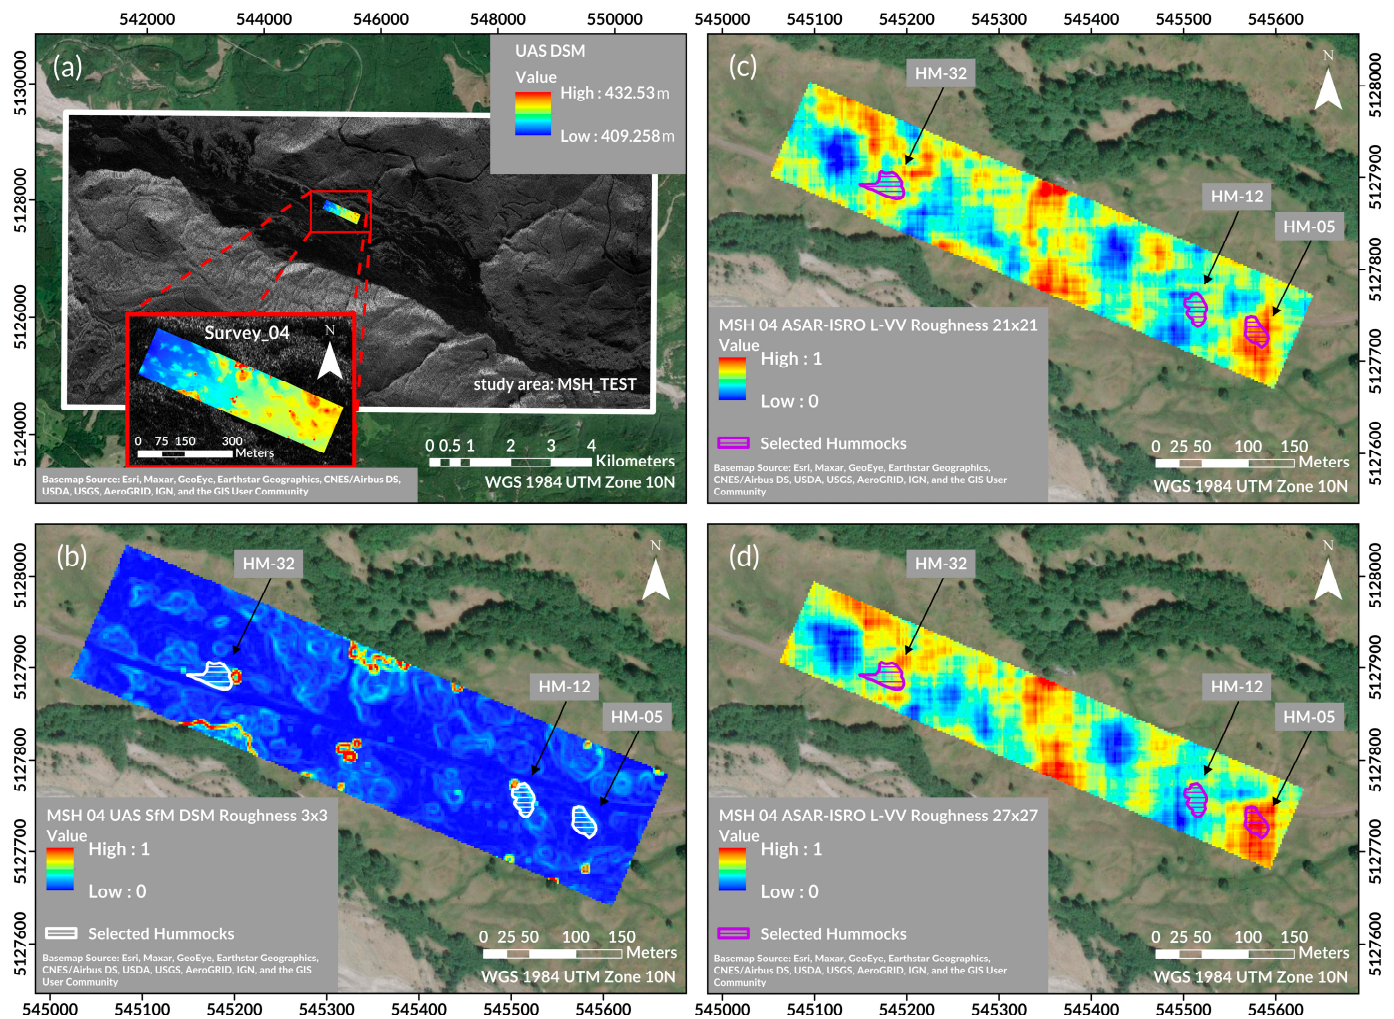 542000 544000 546000 548000 550000
5130000
5128000
5126000
5124000
(a)
UAS DSM
Value
High : 432.53m
Low : 409.258m
Survey_04
N
study area: MSH_TEST
0 75 150 300
Meters
0 0.5 1 2 3 4
Kilometers
WGS 1984 UTM Zone 10N
Basemap Source: Esri, Maxar, GeoEye, Earthstar Geographics, CNES/Airbus DS,
USDA, USGS, AeroGRID, IGN, and the GIS User
Community
545000 545100 545200 545300 545400 545500 545600
(c)
HM-32
N
HM-12
HM-05
5128000
5127900
5127800
5127700
5127600
MSH 04 ASAR-ISRO L-VV Roughness 21x21
Value
High : 1
Low : 0
Selected Hummocks
Basemap Source: Esri, Maxar, GeoEye, Earthstar Geographics,
CNES/Airbus DS, USDA, USGS, AeroGRID, IGN, and the GIS User
Community
0 25 50 100 150
Meters
WGS 1984 UTM Zone 10N
(b)
HM-32
N
HM-12
HM-05
5128000
5127900
5127800
5127700
5127600
MSH 04 UAS SfM DSM Roughness 3x3
Value
High : 1
Low : 0
Selected Hummocks
Basemap Source: Esri, Maxar, GeoEye, Earthstar Geographics,
CNES/Airbus DS, USDA, USGS, AeroGRID, IGN, and the GIS
User Community
0 25 50 100 150
Meters
WGS 1984 UTM Zone 10N
545000 545100 545200 545300 545400 545500 545600
(d)
HM-32
N
HM-12
HM-05
5128000
5127900
5127800
5127700
5127600
MSH 04 ASAR-ISRO L-VV Roughness 27x27
Value
High : 1
Low : 0
Selected Hummocks
Basemap Source: Esri, Maxar, GeoEye, Earthstar Geographics,
CNES/Airbus DS, USDA, USGS, AeroGRID, IGN, and the GIS User
Community
0 25 50 100 150
Meters
WGS 1984 UTM Zone 10N
545000 545100 545200 545300 545400 545500 545600